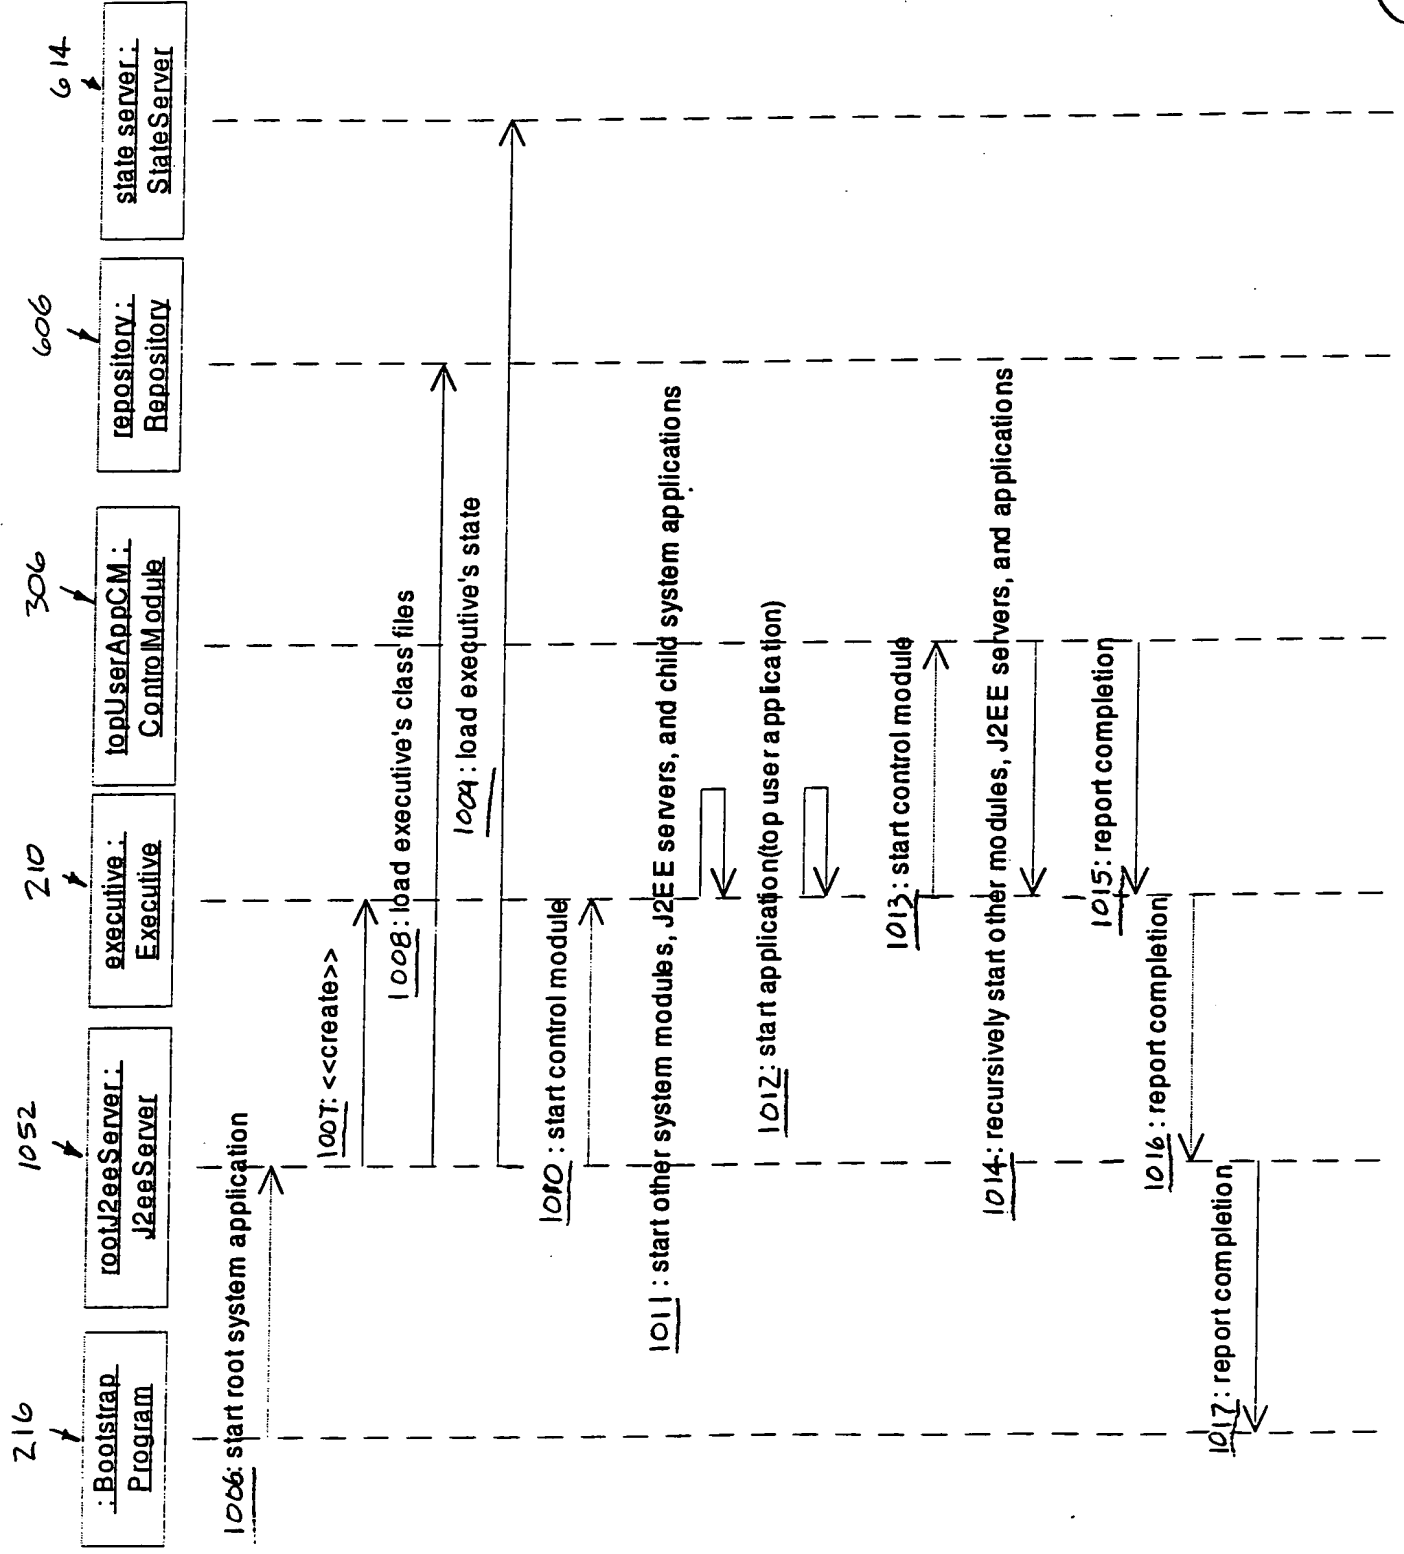 216
1052
210
306
606
614
: Bootstrap
Program
rootJ2eeServer :
J2eeServer
executive :
Executive
topUserAppCM :
ControlModule
repository :
Repository
state server :
StateServer
1006: start root system application
1007: <<create>>
1008: load executive's class files
1009: load executive's state
1010: start control module
1011: start other system modules, J2EE servers, and child system applications
1012: start application(top user application)
1013: start control module
1014: recursively start other modules, J2EE servers, and applications
1015: report completion
1016: report completion
1017: report completion